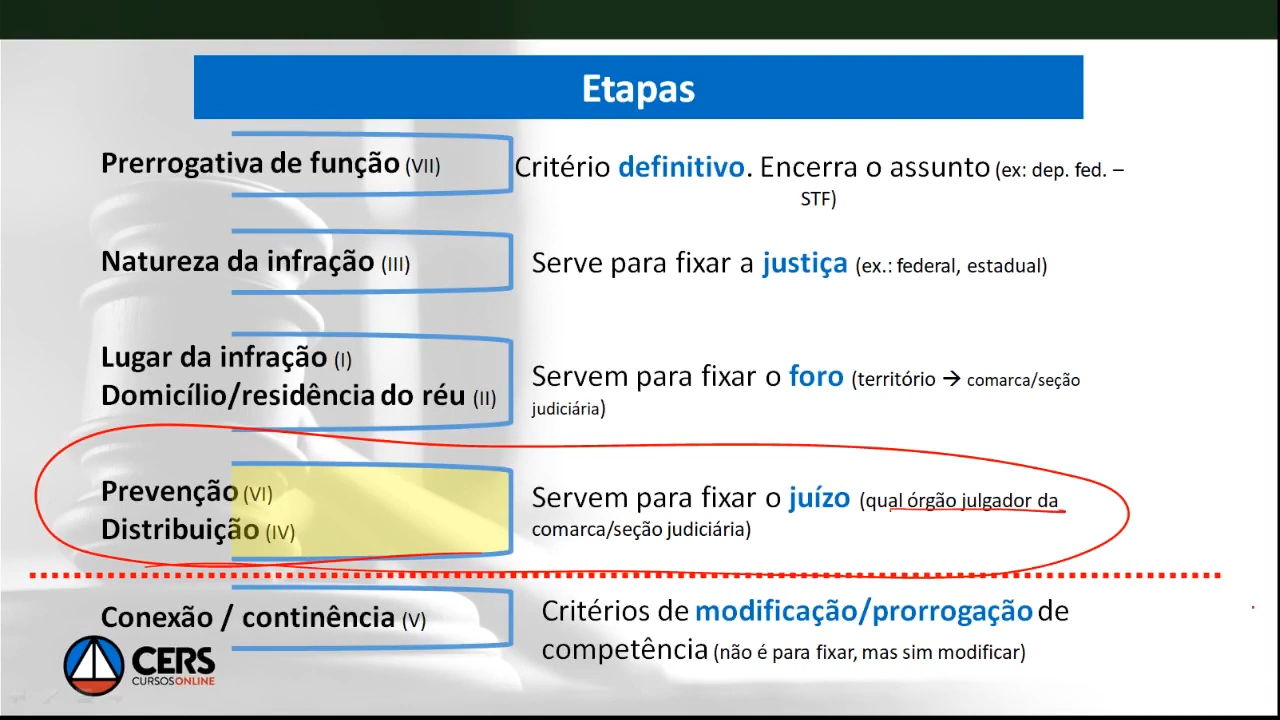 Etapas
Prerrogativa de função (VII)
Critério definitivo. Encerra o assunto (ex: dep. fed. –
STF)
Natureza da infração (III)
Serve para fixar a justiça (ex.: federal, estadual)
Lugar da infração (I)
Domicílio/residência do réu (II)
Servem para fixar o foro (território → comarca/seção
judiciária)
Prevenção (VI)
Distribuição (IV)
Servem para fixar o juízo (qual órgão julgador da
comarca/seção judiciária)
Conexão / continência (V)
Critérios de modificação/prorrogação de
competência (não é para fixar, mas sim modificar)
CERS
CURSOS ONLINE